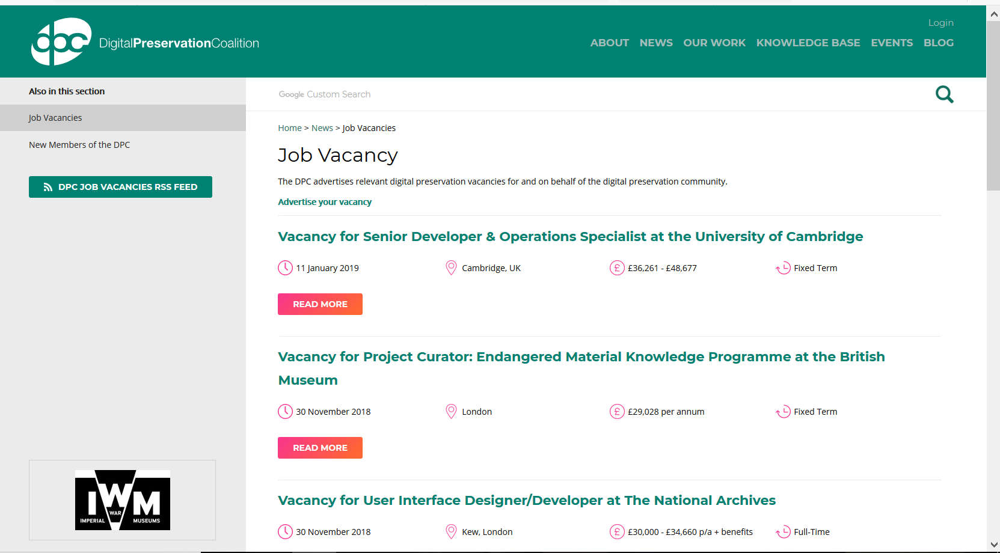 dpc DigitalPreservationCoalition
Login
ABOUT NEWS OUR WORK KNOWLEDGE BASE EVENTS BLOG
Also in this section
Job Vacancies
New Members of the DPC
DPC JOB VACANCIES RSS FEED
IWM
IMPERIAL WAR MUSEUMS
Google Custom Search
Home > News > Job Vacancies
Job Vacancy
The DPC advertises relevant digital preservation vacancies for and on behalf of the digital preservation community.
Advertise your vacancy
Vacancy for Senior Developer & Operations Specialist at the University of Cambridge
11 January 2019 Cambridge, UK £ £36,261 - £48,677 Fixed Term
READ MORE
Vacancy for Project Curator: Endangered Material Knowledge Programme at the British
Museum
30 November 2018 London £ £29,028 per annum Fixed Term
READ MORE
Vacancy for User Interface Designer/Developer at The National Archives
30 November 2018 Kew, London £ £30,000 - £34,660 p/a + benefits Full-Time